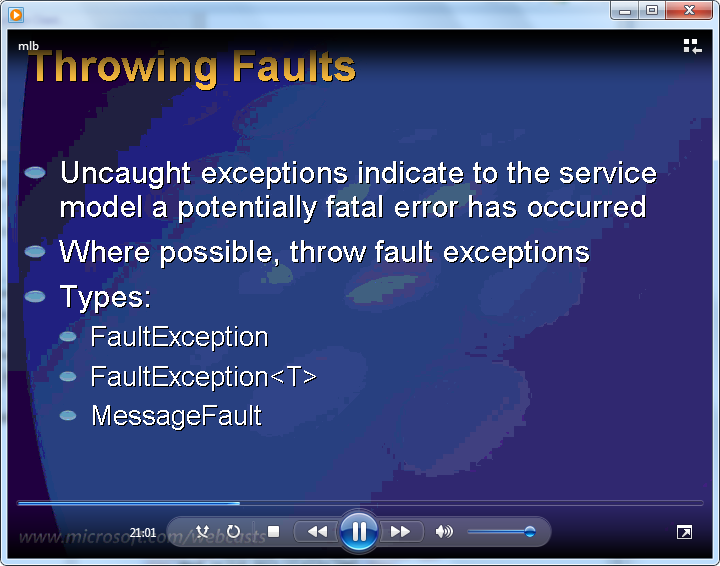 mlb
Throwing Faults
Uncaught exceptions indicate to the service
model a potentially fatal error has occurred
Where possible, throw fault exceptions
Types:
FaultException
FaultException<T>
MessageFault
21:01
www.microsoft.com/webcasts